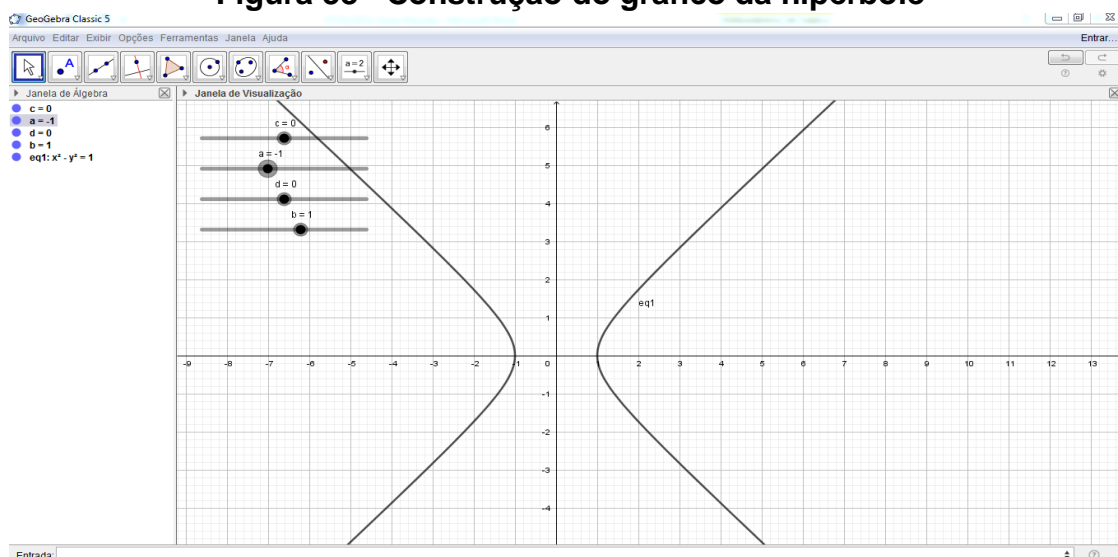 Figura 38 - Construção do gráfico da hipérbole
GeoGebra Classic 5
Arquivo Editar Exibir Opções Ferramentas Janela Ajuda
Entrar...
A
a=2
Janela de Álgebra
Janela de Visualização
c = 0
a = -1
d = 0
b = 1
eq1: x² - y² = 1
c = 0
a = -1
d = 0
b = 1
eq1
6
5
4
3
2
1
-9 -8 -7 -6 -5 -4 -3 -2 -1 0 1 2 3 4 5 6 7 8 9 10 11 12 13
-1
-2
-3
-4
Entrada: